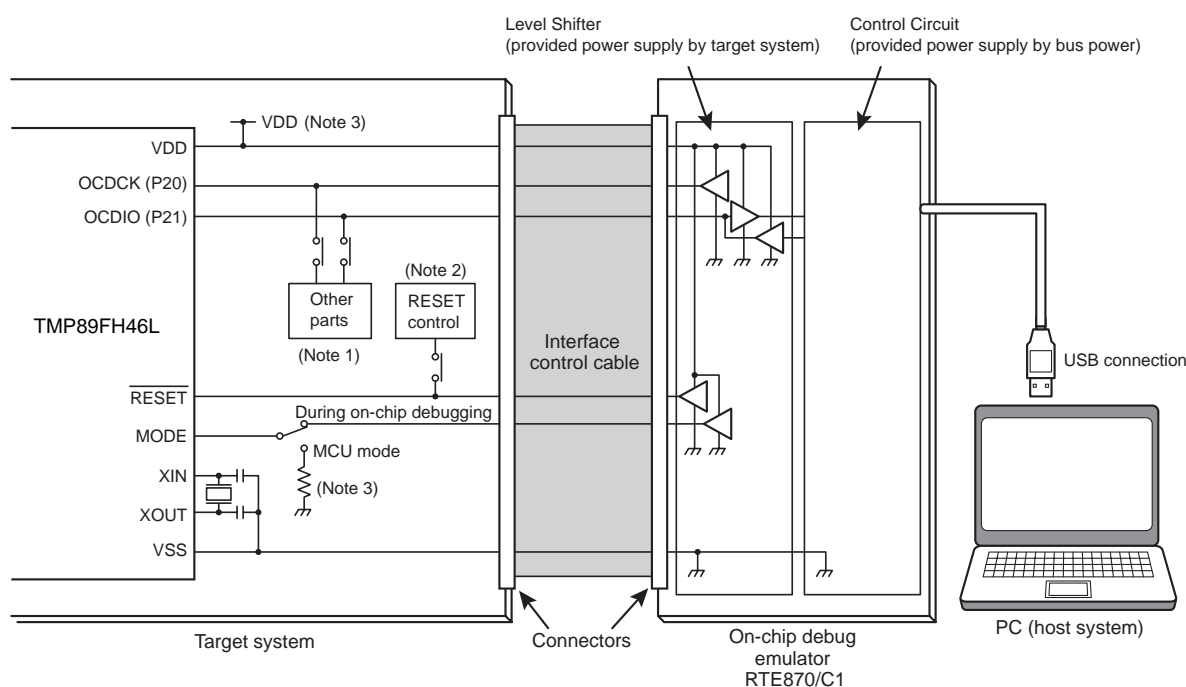 Level Shifter
(provided power supply by target system)
Control Circuit
(provided power supply by bus power)
VDD (Note 3)
VDD
OCDCK (P20)
OCDIO (P21)
(Note 2)
Other
parts
RESET
control
(Note 1)
TMP89FH46L
Interface
control cable
USB connection
RESET
During on-chip debugging
MODE
MCU mode
XIN
(Note 3)
XOUT
VSS
Target system
Connectors
On-chip debug
emulator
RTE870/C1
PC (host system)